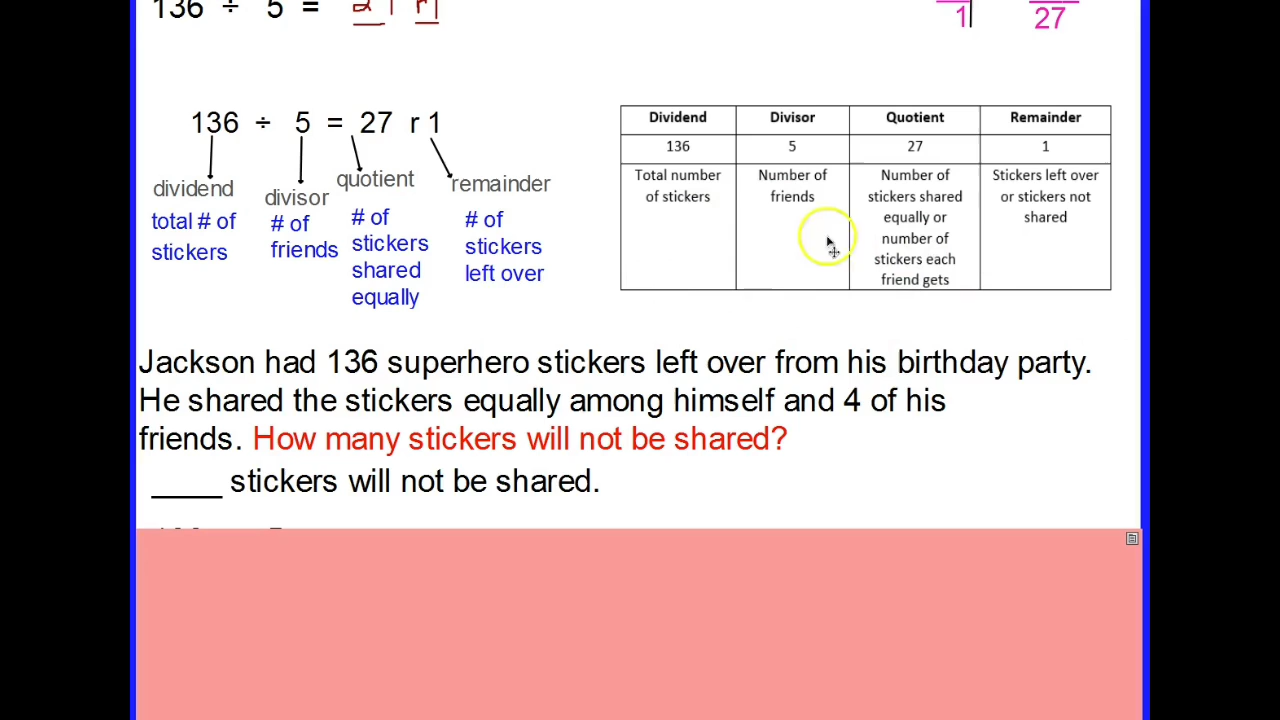 136 ÷ 5 = 27 r1
1
27
136 ÷ 5 = 27 r 1
dividend
total # of
stickers
divisor
# of
friends
quotient
# of
stickers
shared
equally
remainder
# of
stickers
left over
Dividend Divisor Quotient Remainder
136 5 27 1
Total number
of stickers
Number of
friends
Number of
stickers shared
equally or
number of
stickers each
friend gets
Stickers left over
or stickers not
shared
Jackson had 136 superhero stickers left over from his birthday party.
He shared the stickers equally among himself and 4 of his
friends. How many stickers will not be shared?
____ stickers will not be shared.